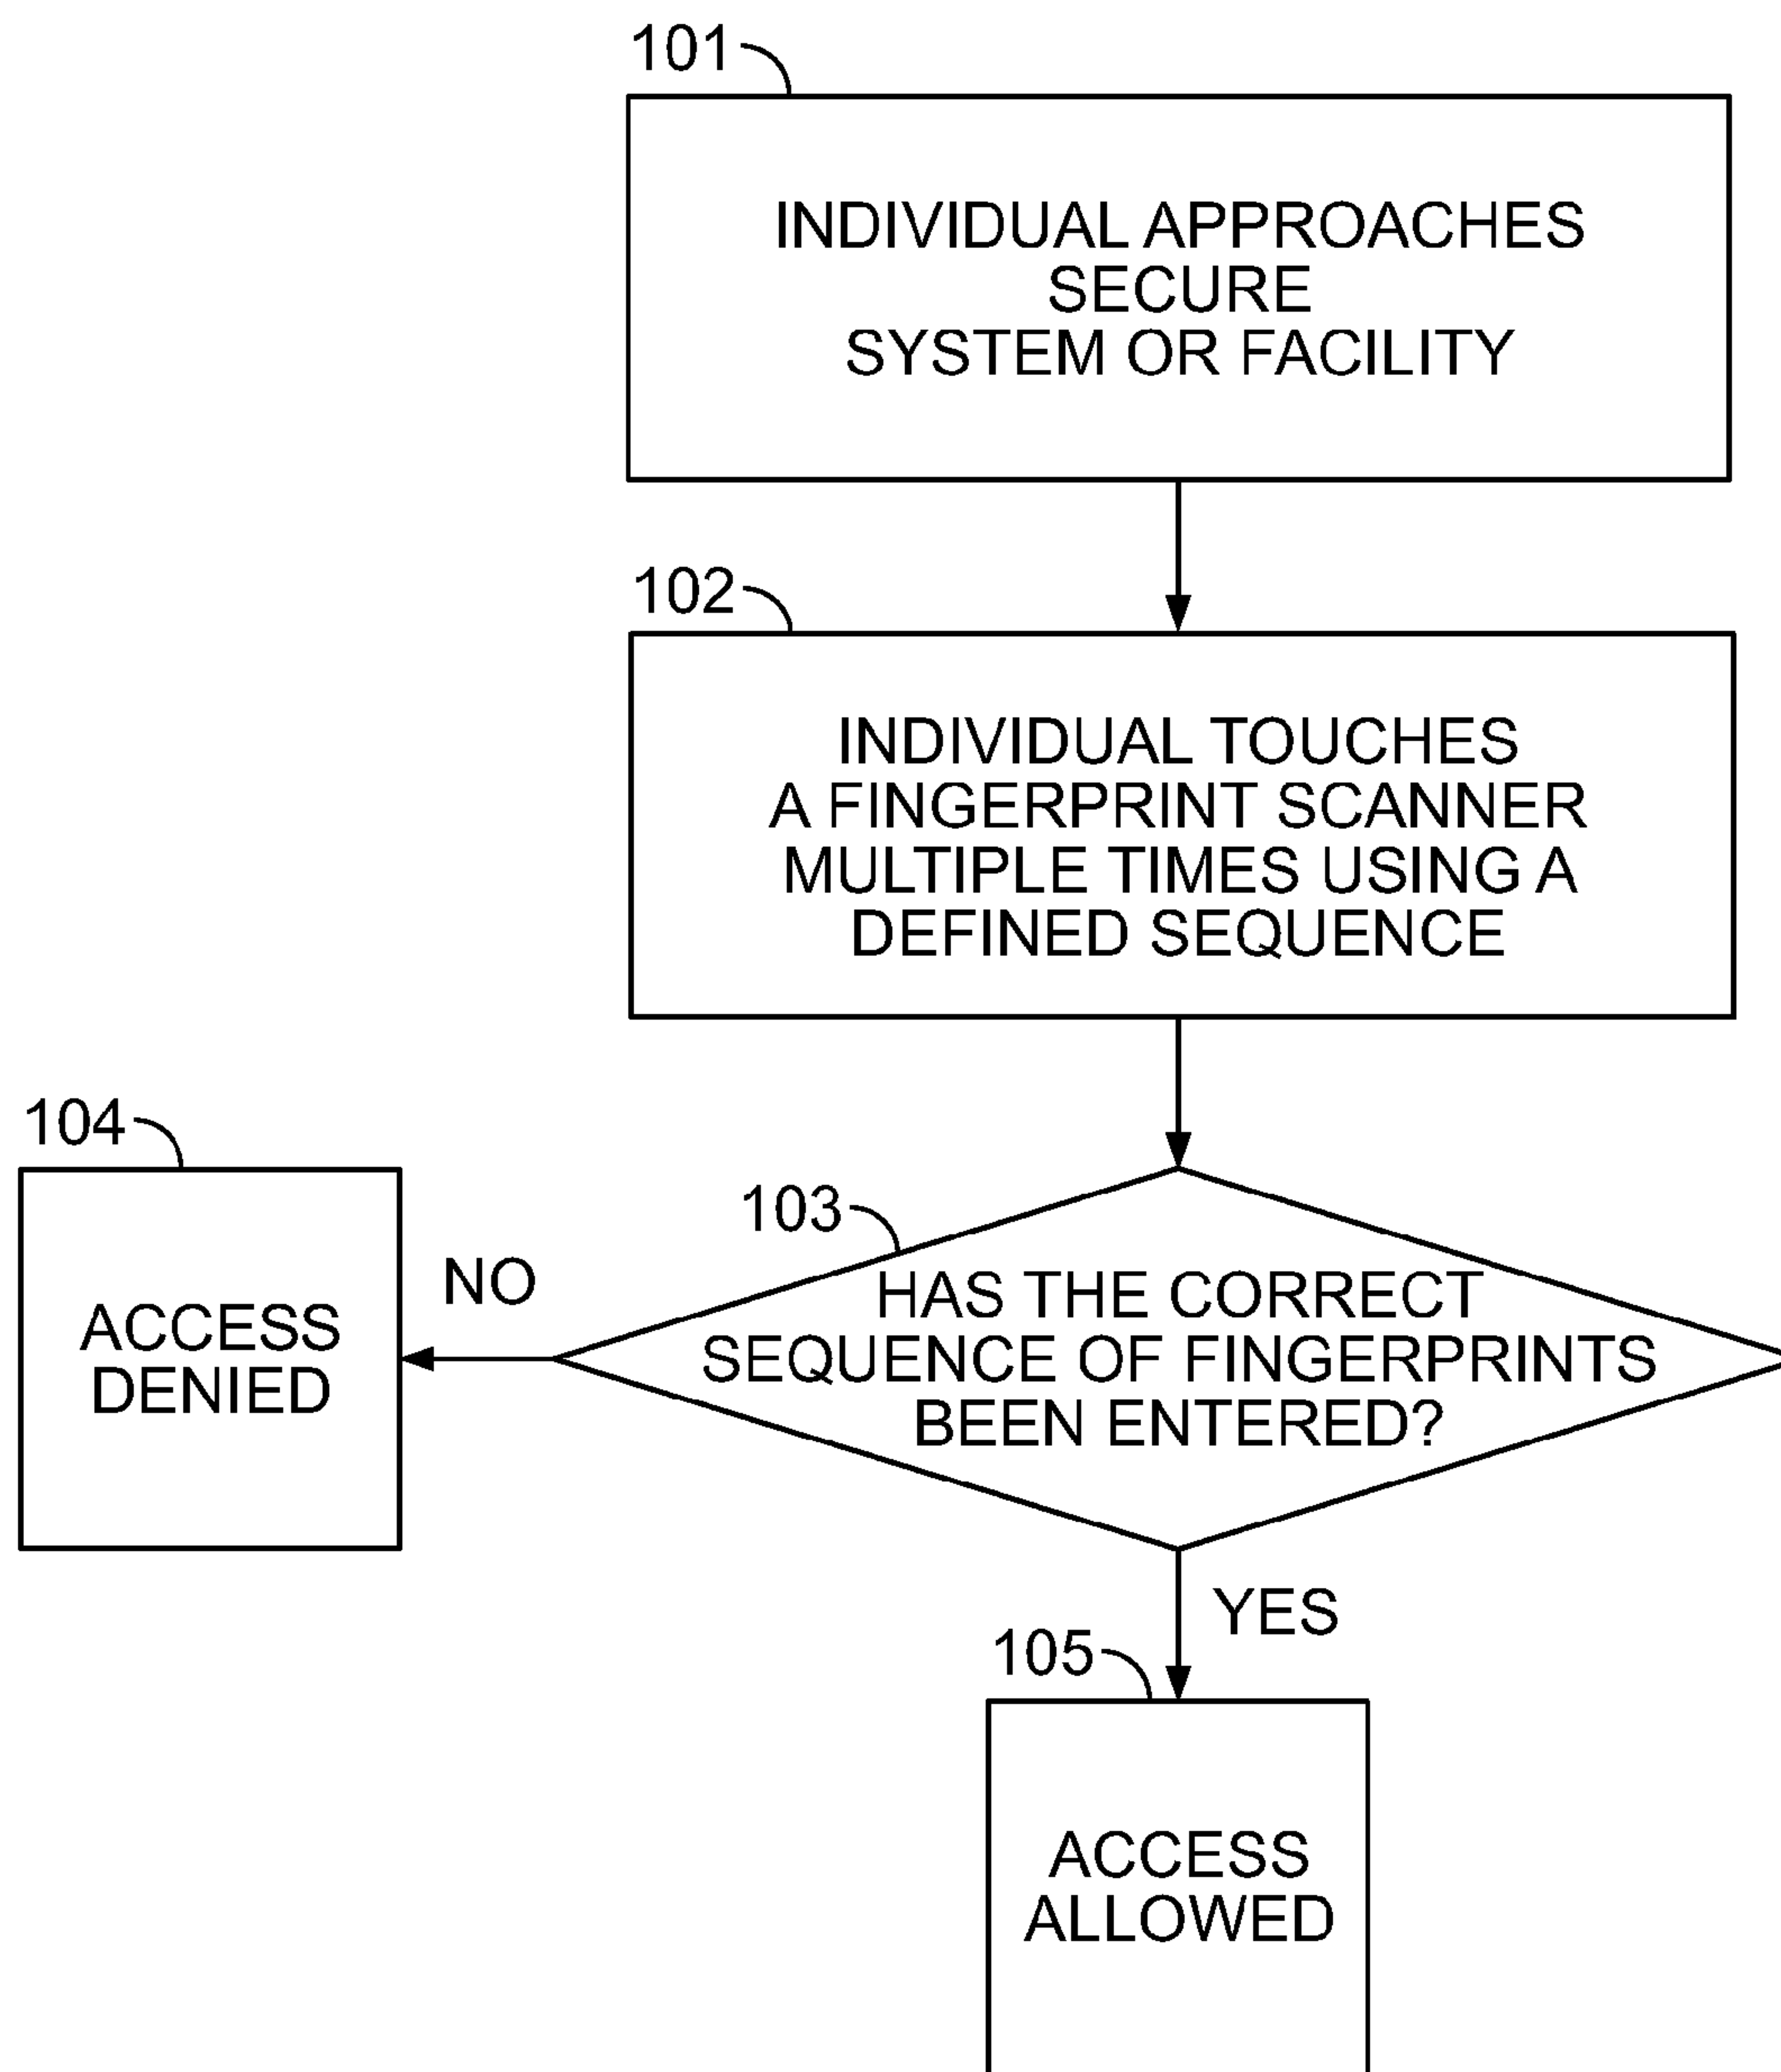 101
INDIVIDUAL APPROACHES
SECURE
SYSTEM OR FACILITY
102
INDIVIDUAL TOUCHES
A FINGERPRINT SCANNER
MULTIPLE TIMES USING A
DEFINED SEQUENCE
103
HAS THE CORRECT
SEQUENCE OF FINGERPRINTS
BEEN ENTERED?
NO
104
ACCESS
DENIED
YES
105
ACCESS
ALLOWED